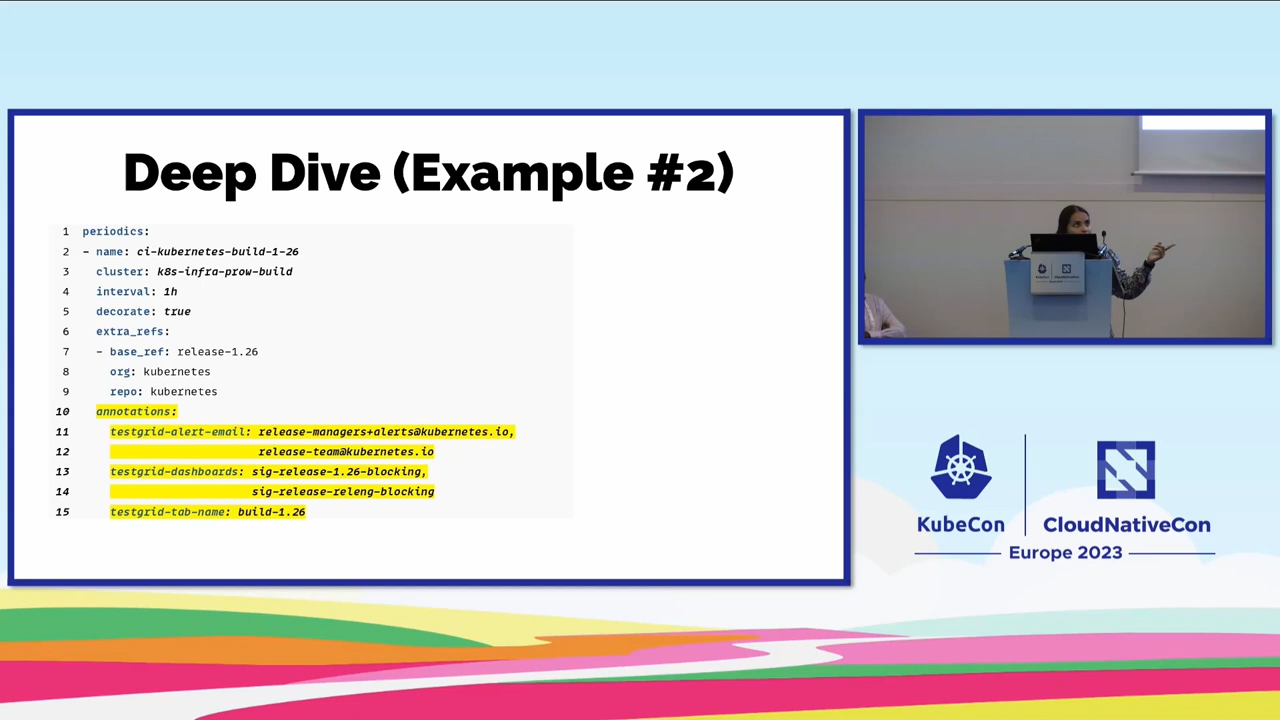 Deep Dive (Example #2)
1 periodics:
2 - name: ci-kubernetes-build-1-26
3 cluster: k8s-infra-prow-build
4 interval: 1h
5 decorate: true
6 extra_refs:
7 - base_ref: release-1.26
8 org: kubernetes
9 repo: kubernetes
10 annotations:
11 testgrid-alert-email: release-managers+alerts@kubernetes.io,
12 release-team@kubernetes.io
13 testgrid-dashboards: sig-release-1.26-blocking,
14 sig-release-releng-blocking
15 testgrid-tab-name: build-1.26
KubeCon
CloudNativeCon
Europe 2023